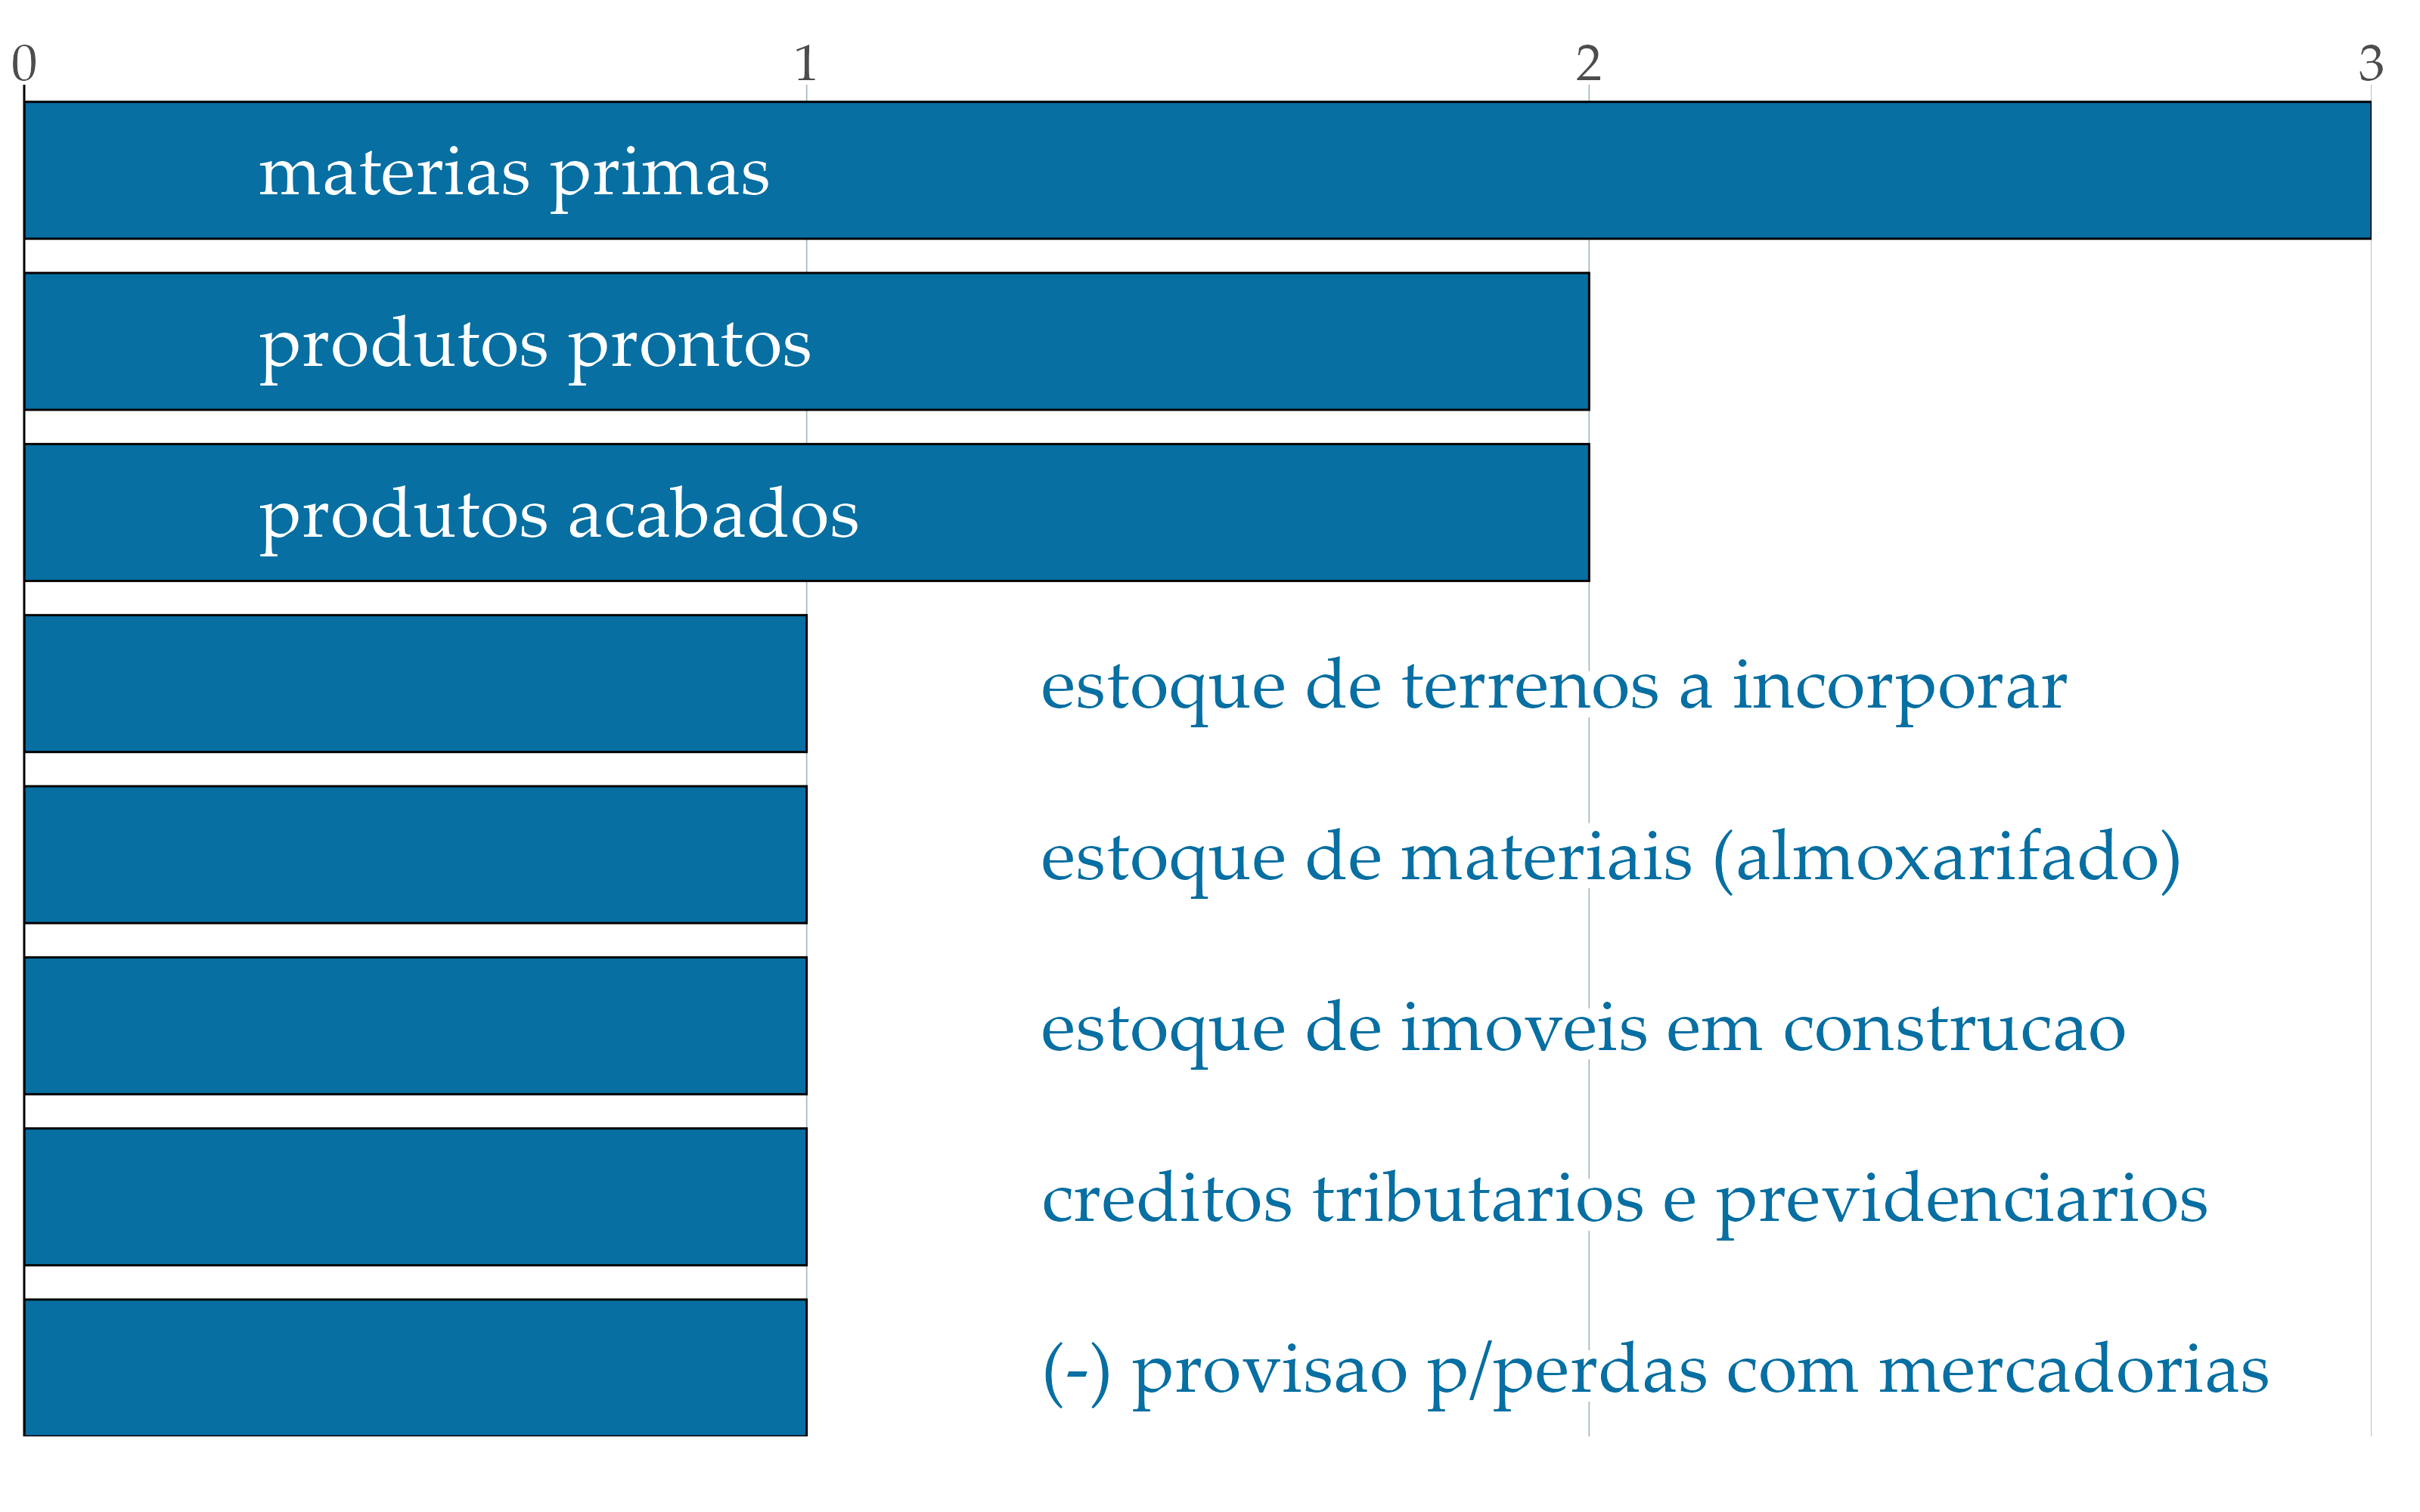 0 1 2 3
materias primas
produtos prontos
produtos acabados
estoque de terrenos a incorporar
estoque de materiais (almoxarifado)
estoque de imoveis em construcao
creditos tributarios e previdenciarios
(-) provisao p/perdas com mercadorias